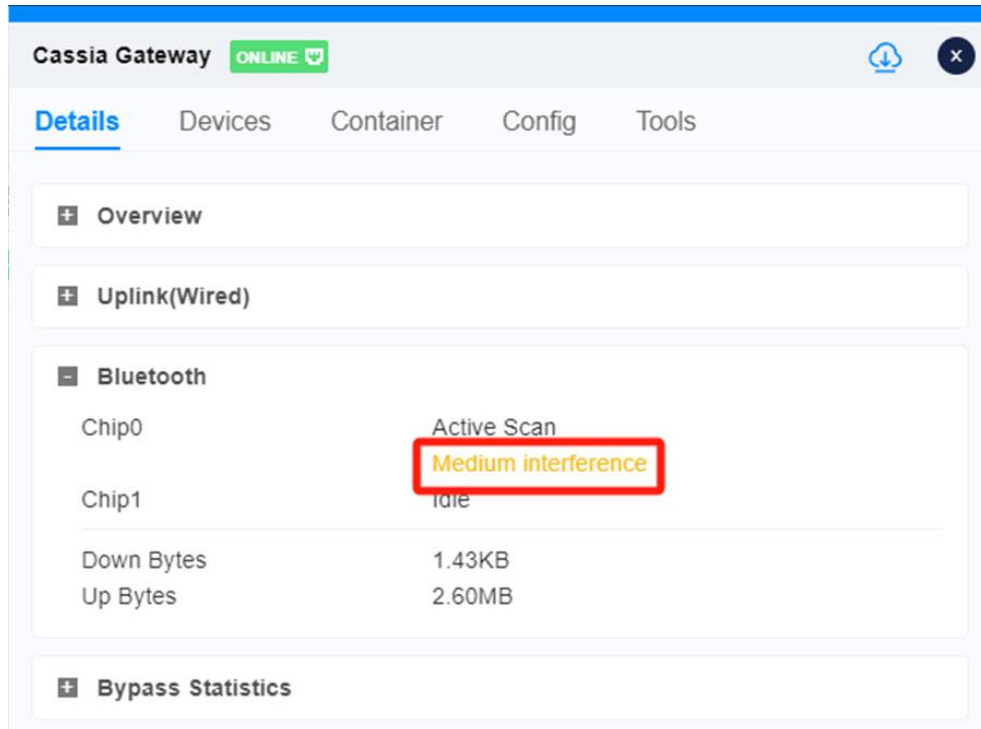 Cassia Gateway ONLINE
Details Devices Container Config Tools
Overview
Uplink(Wired)
Bluetooth
Chip0 Active Scan
Medium interference
Chip1 Idle
Down Bytes 1.43KB
Up Bytes 2.60MB
Bypass Statistics